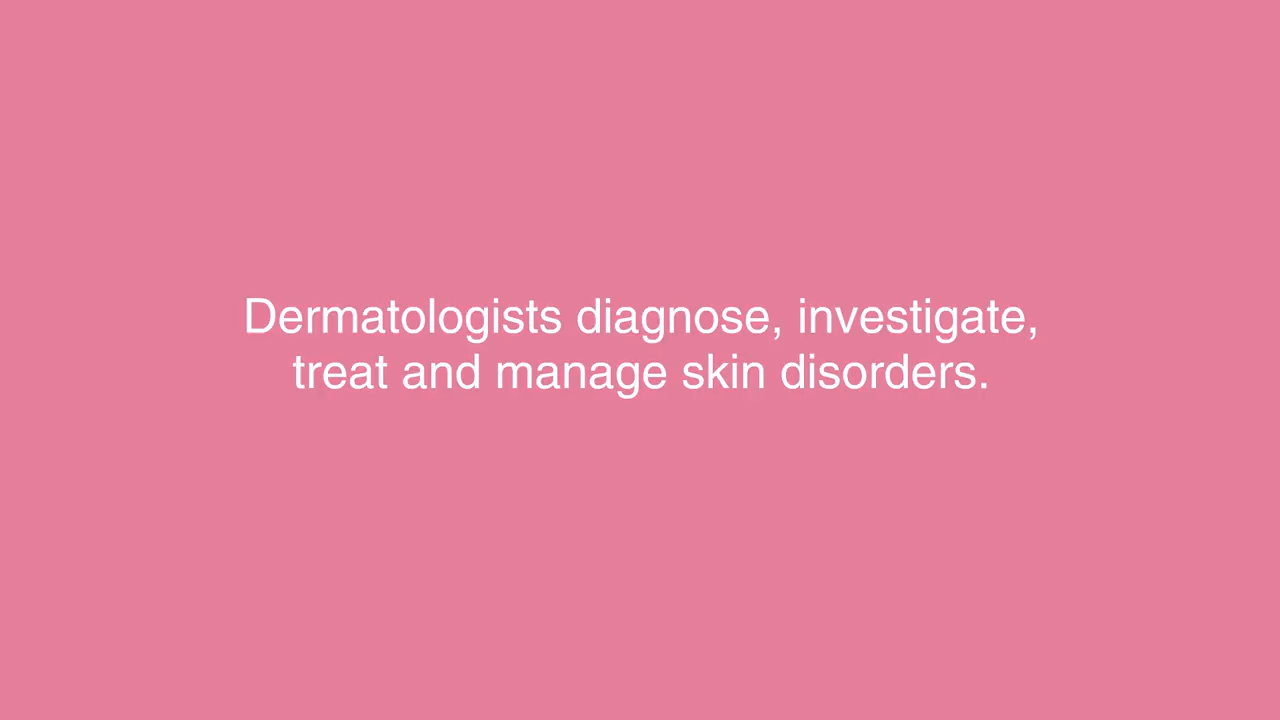 Dermatologists diagnose, investigate,
treat and manage skin disorders.